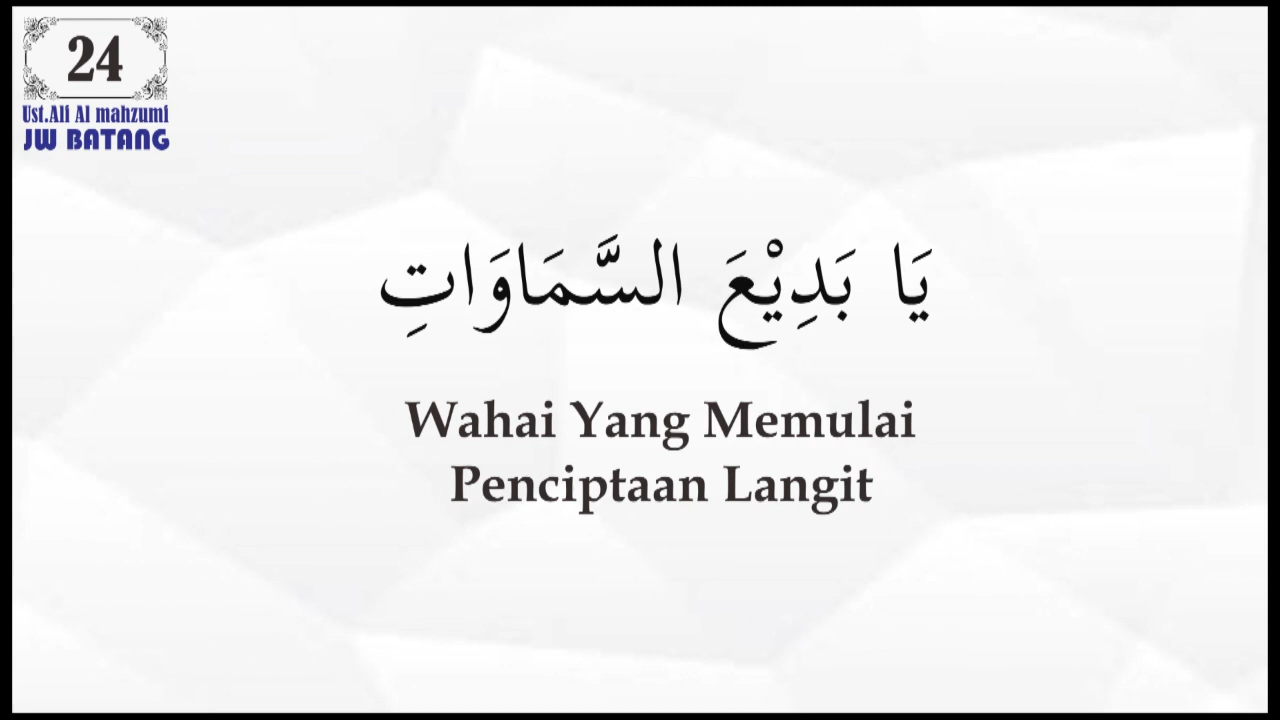 24
Ust.Ali Al mahzumi
JW BATANG
يَا بَدِيْعَ السَّمَاوَاتِ
Wahai Yang Memulai
Penciptaan Langit